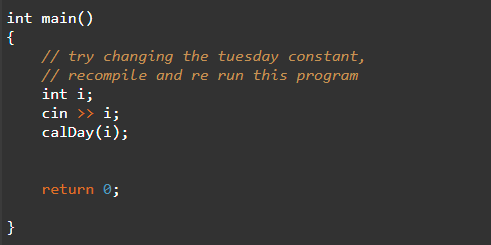 int main()
{
    // try changing the tuesday constant,
    // recompile and re run this program
    int i;
    cin >> i;
    calDay(i);
    return 0;
}